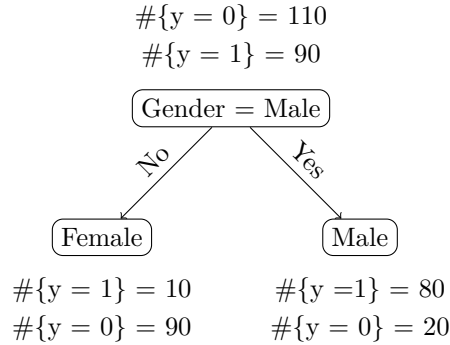 #{y = 0} = 110
#{y = 1} = 90
Gender = Male
No
Yes
Female
Male
#{y = 1} = 10
#{y = 0} = 90
#{y =1} = 80
#{y = 0} = 20